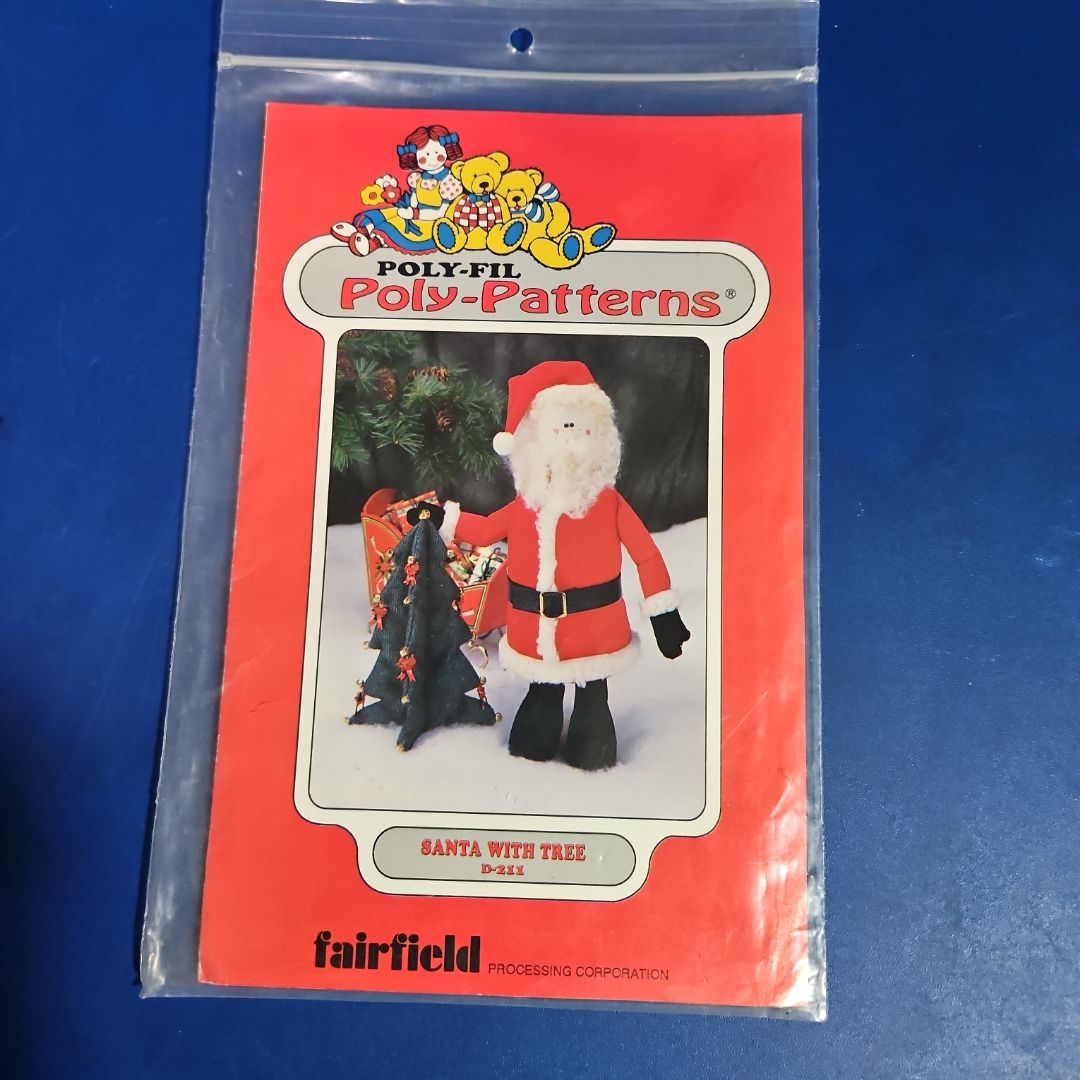 POLY-FIL
Poly-Patterns®
SANTA WITH TREE
D-211
fairfield PROCESSING CORPORATION